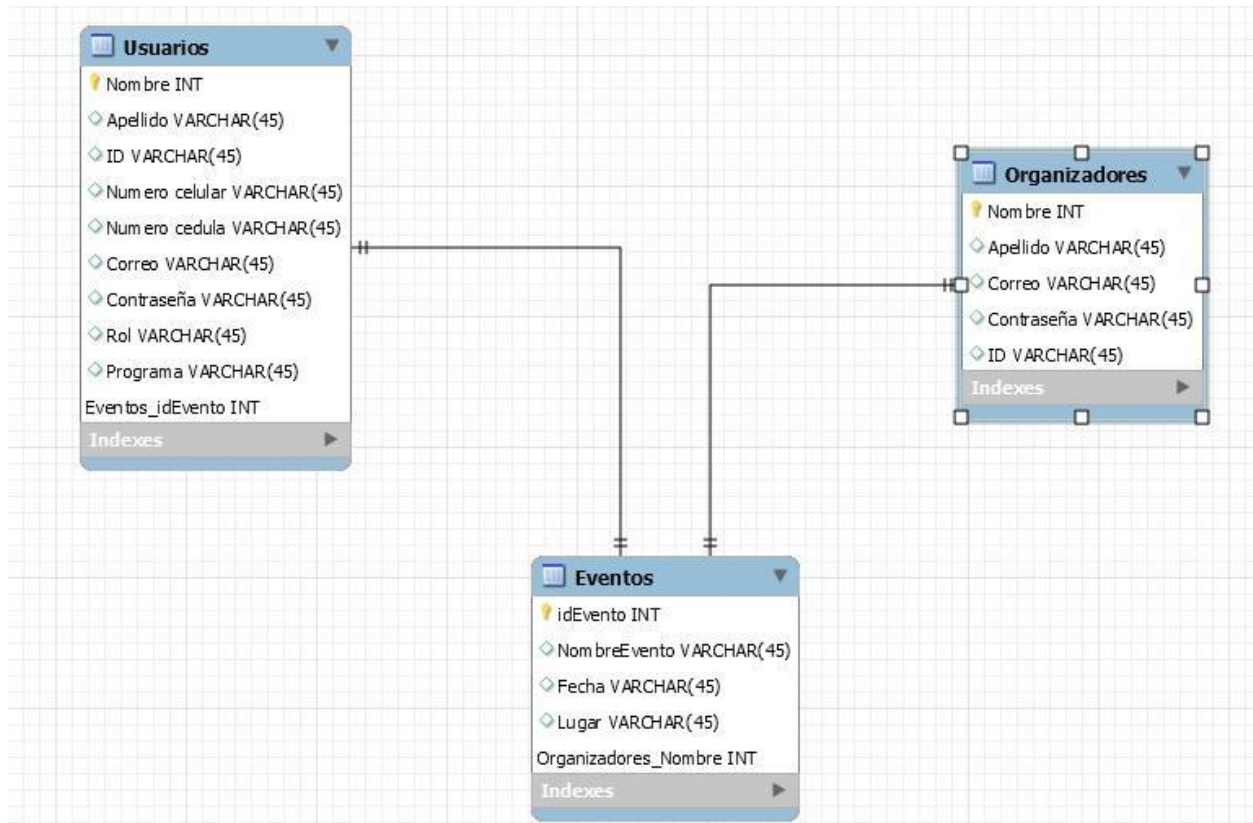 Usuarios
Nombre INT
Apellido VARCHAR(45)
ID VARCHAR(45)
Numero celular VARCHAR(45)
Numero cedula VARCHAR(45)
Correo VARCHAR(45)
Contraseña VARCHAR(45)
Rol VARCHAR(45)
Programa VARCHAR(45)
Eventos_idEvento INT
Indexes
Organizadores
Nombre INT
Apellido VARCHAR(45)
Correo VARCHAR(45)
Contraseña VARCHAR(45)
ID VARCHAR(45)
Indexes
Eventos
idEvento INT
NombreEvento VARCHAR(45)
Fecha VARCHAR(45)
Lugar VARCHAR(45)
Organizadores_Nombre INT
Indexes